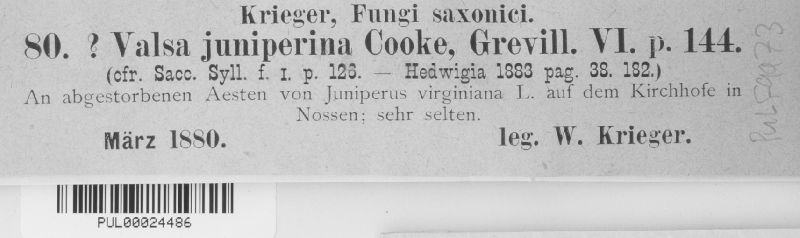 Krieger, Fungi saxonici.
80. ? Valsa juniperina Cooke, Grevill. VI. p. 144.
(cfr. Sacc. Syll. f. I. p. 126. — Hedwigia 1883 pag. 38. 182.)
An abgestorbenen Aesten von Juniperus virginiana L. auf dem Kirchhofe in
Nossen; sehr selten.
März 1880.
leg. W. Krieger.
PUL00024486